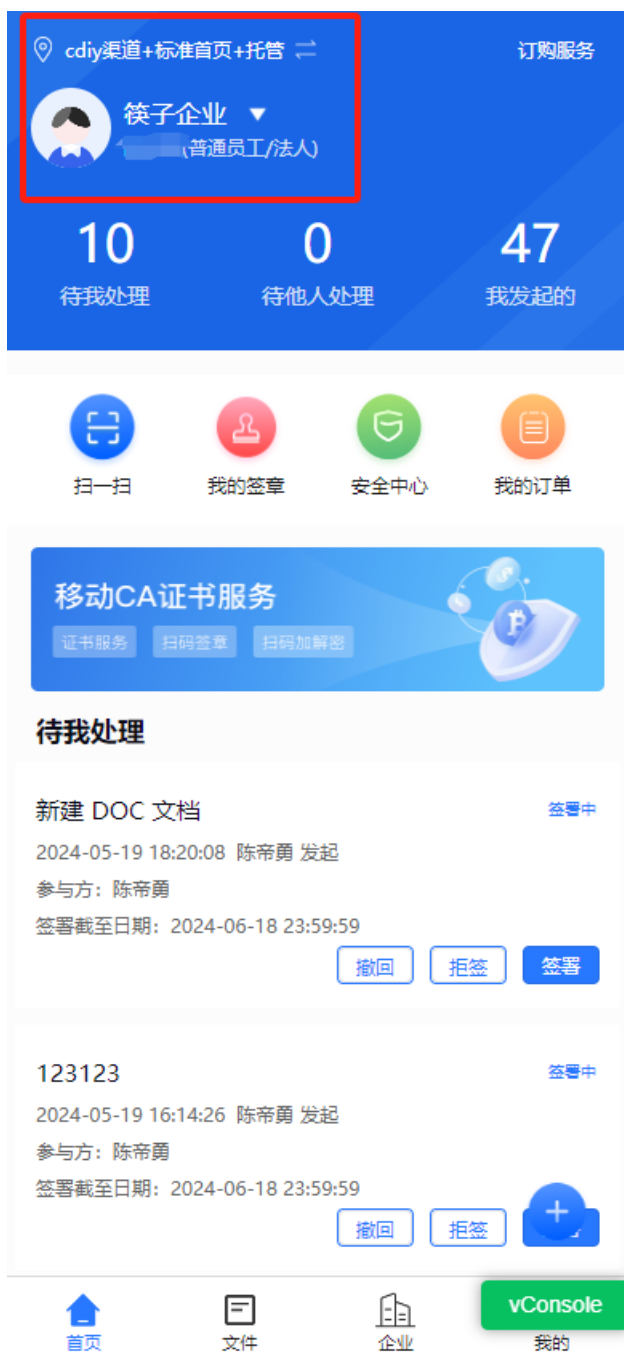 cdiy渠道+标准首页+托管
订购服务
筷子企业
(普通员工/法人)
10 0 47
待我处理 待他人处理 我发起的
扫一扫 我的签章 安全中心 我的订单
移动CA证书服务
证书服务 扫码签章 扫码加解密
待我处理
新建 DOC 文档 签署中
2024-05-19 18:20:08 陈帝勇 发起
参与方：陈帝勇
签署截至日期：2024-06-18 23:59:59
撤回 拒签 签署
123123 签署中
2024-05-19 16:14:26 陈帝勇 发起
参与方：陈帝勇
签署截至日期：2024-06-18 23:59:59
撤回 拒签
vConsole
首页 文件 企业 我的